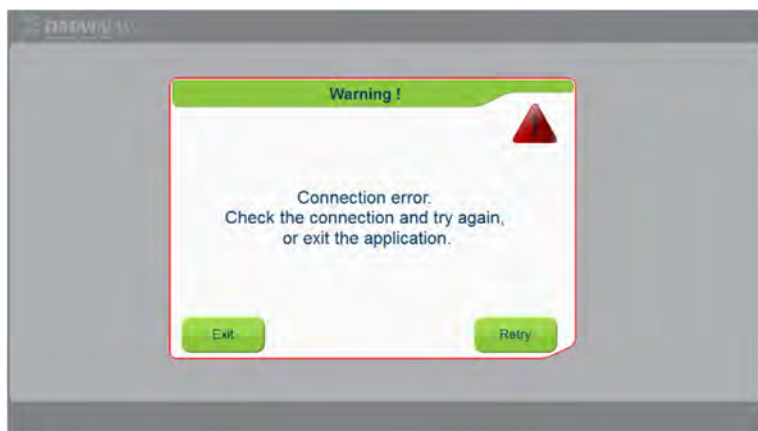 Warning !
Connection error.
Check the connection and try again,
or exit the application.
Exit
Retry